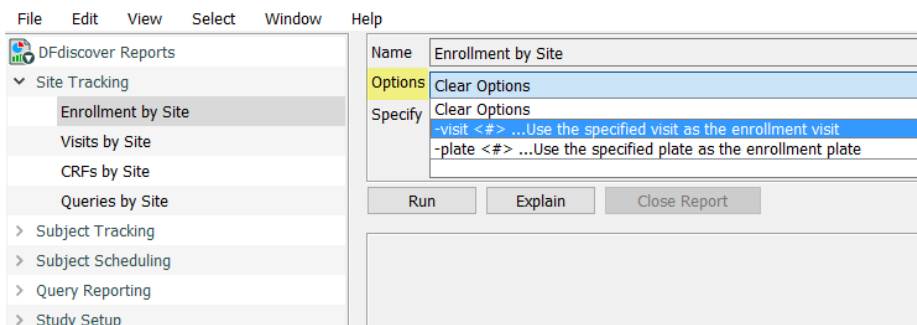 File Edit View Select Window Help
DFdiscover Reports
Site Tracking
Enrollment by Site
Visits by Site
CRFs by Site
Queries by Site
Subject Tracking
Subject Scheduling
Query Reporting
Study Setup
Name Enrollment by Site
Options Clear Options
Specify Clear Options
-visit <#> ...Use the specified visit as the enrollment visit
-plate <#> ...Use the specified plate as the enrollment plate
Run Explain Close Report